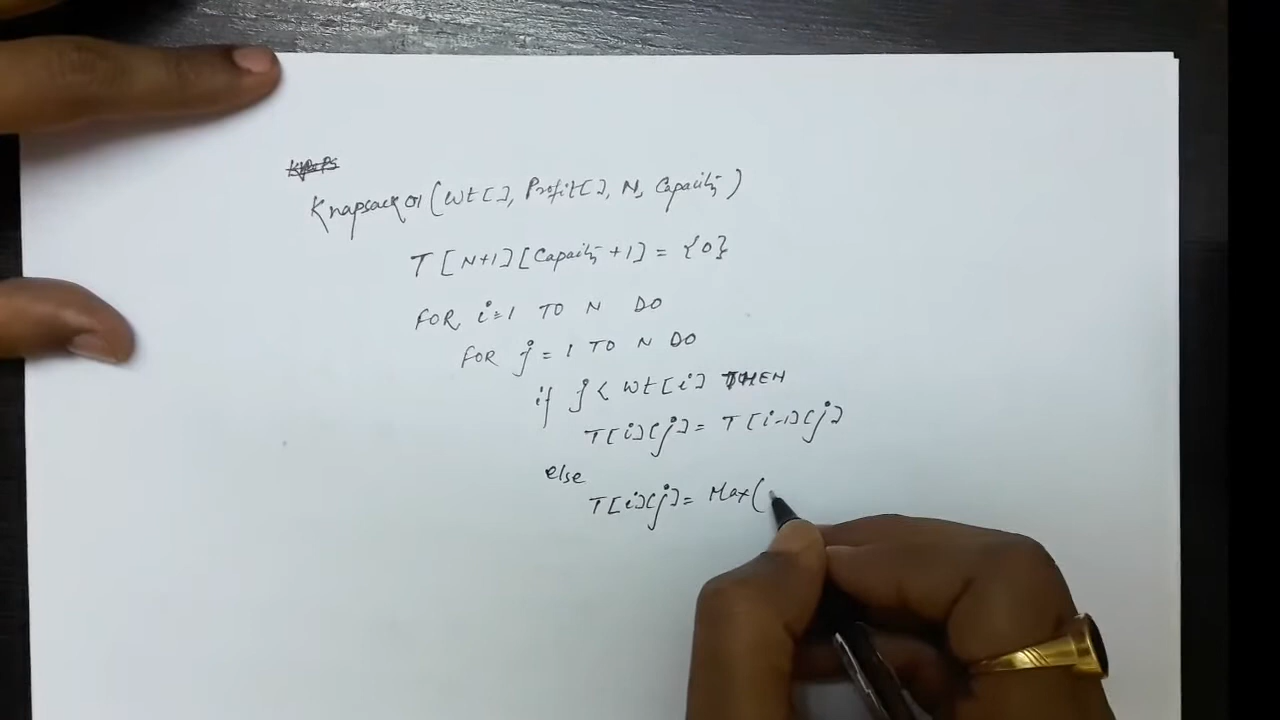 Knapsack01(Wt[], Profit[], N, Capacity)
T[N+1][Capacity+1] = {0}
FOR i=1 TO N DO
FOR j=1 TO N DO
if j < Wt[i] THEN
T[i][j] = T[i-1][j]
else
T[i][j] = Max(